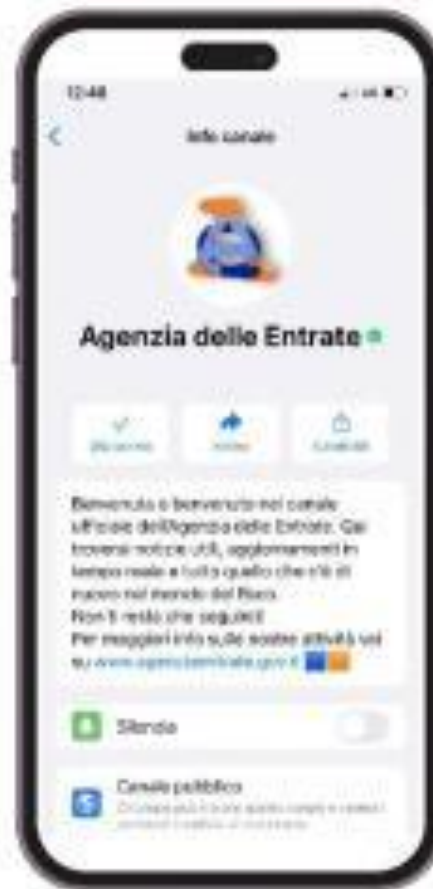 12:48
Info canale
Agenzia delle Entrate
Benvenuta o benvenuto nel canale
ufficiale dell'Agenzia delle Entrate. Qui
troverai notizie utili, aggiornamenti in
tempo reale e tutto quello che c'è di
nuovo nel mondo del fisco.
Non ti resta che seguirci!
Per maggiori info sulle nostre attività vai
su www.agenziaentrate.gov.it
Silenzia
Canale pubblico